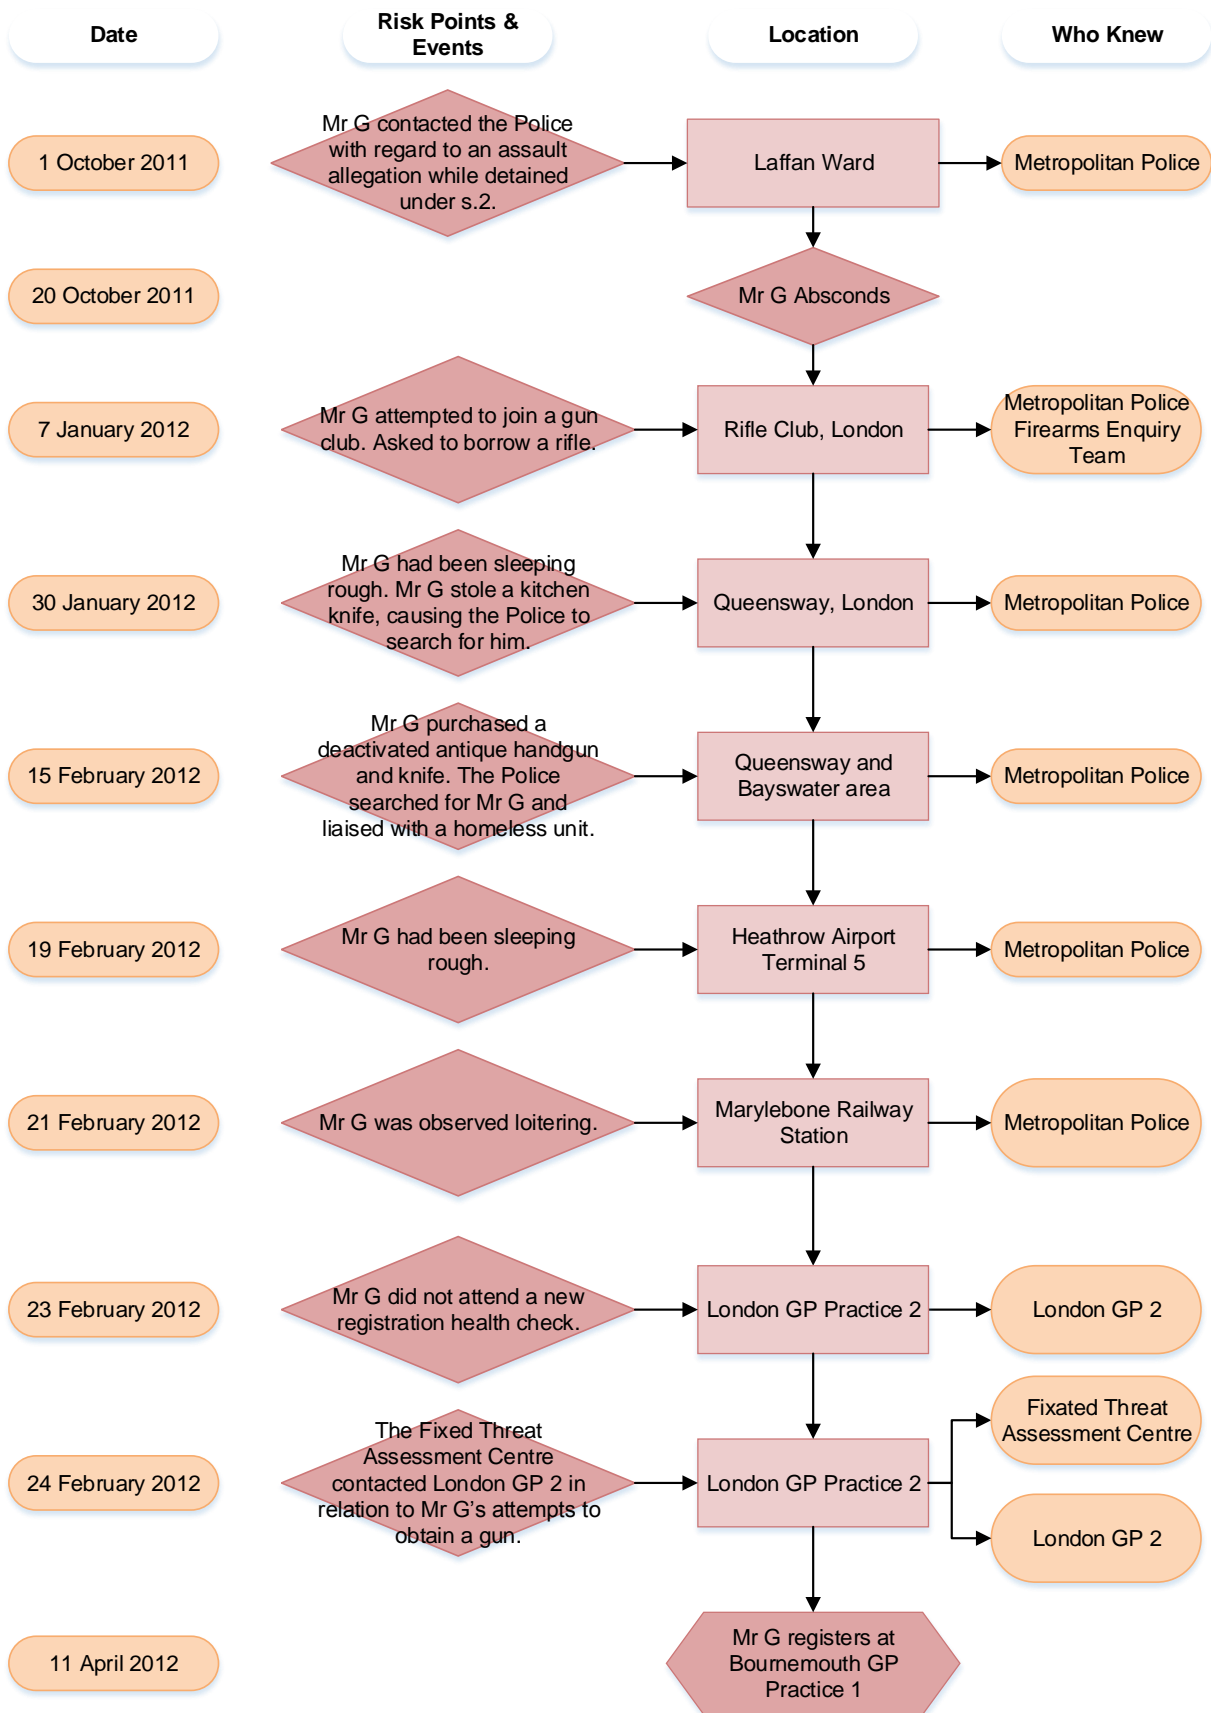 Date
Risk Points &
Events
Location
Who Knew
1 October 2011
Mr G contacted the Police
with regard to an assault
allegation while detained
under s.2.
Laffan Ward
Metropolitan Police
20 October 2011
Mr G Absconds
7 January 2012
Mr G attempted to join a gun
club. Asked to borrow a rifle.
Rifle Club, London
Metropolitan Police
Firearms Enquiry
Team
30 January 2012
Mr G had been sleeping
rough. Mr G stole a kitchen
knife, causing the Police to
search for him.
Queensway, London
Metropolitan Police
15 February 2012
Mr G purchased a
deactivated antique handgun
and knife. The Police
searched for Mr G and
liaised with a homeless unit.
Queensway and
Bayswater area
Metropolitan Police
19 February 2012
Mr G had been sleeping
rough.
Heathrow Airport
Terminal 5
Metropolitan Police
21 February 2012
Mr G was observed loitering.
Marylebone Railway
Station
Metropolitan Police
23 February 2012
Mr G did not attend a new
registration health check.
London GP Practice 2
London GP 2
24 February 2012
The Fixed Threat
Assessment Centre
contacted London GP 2 in
relation to Mr G's attempts to
obtain a gun.
London GP Practice 2
Fixated Threat
Assessment Centre
London GP 2
11 April 2012
Mr G registers at
Bournemouth GP
Practice 1